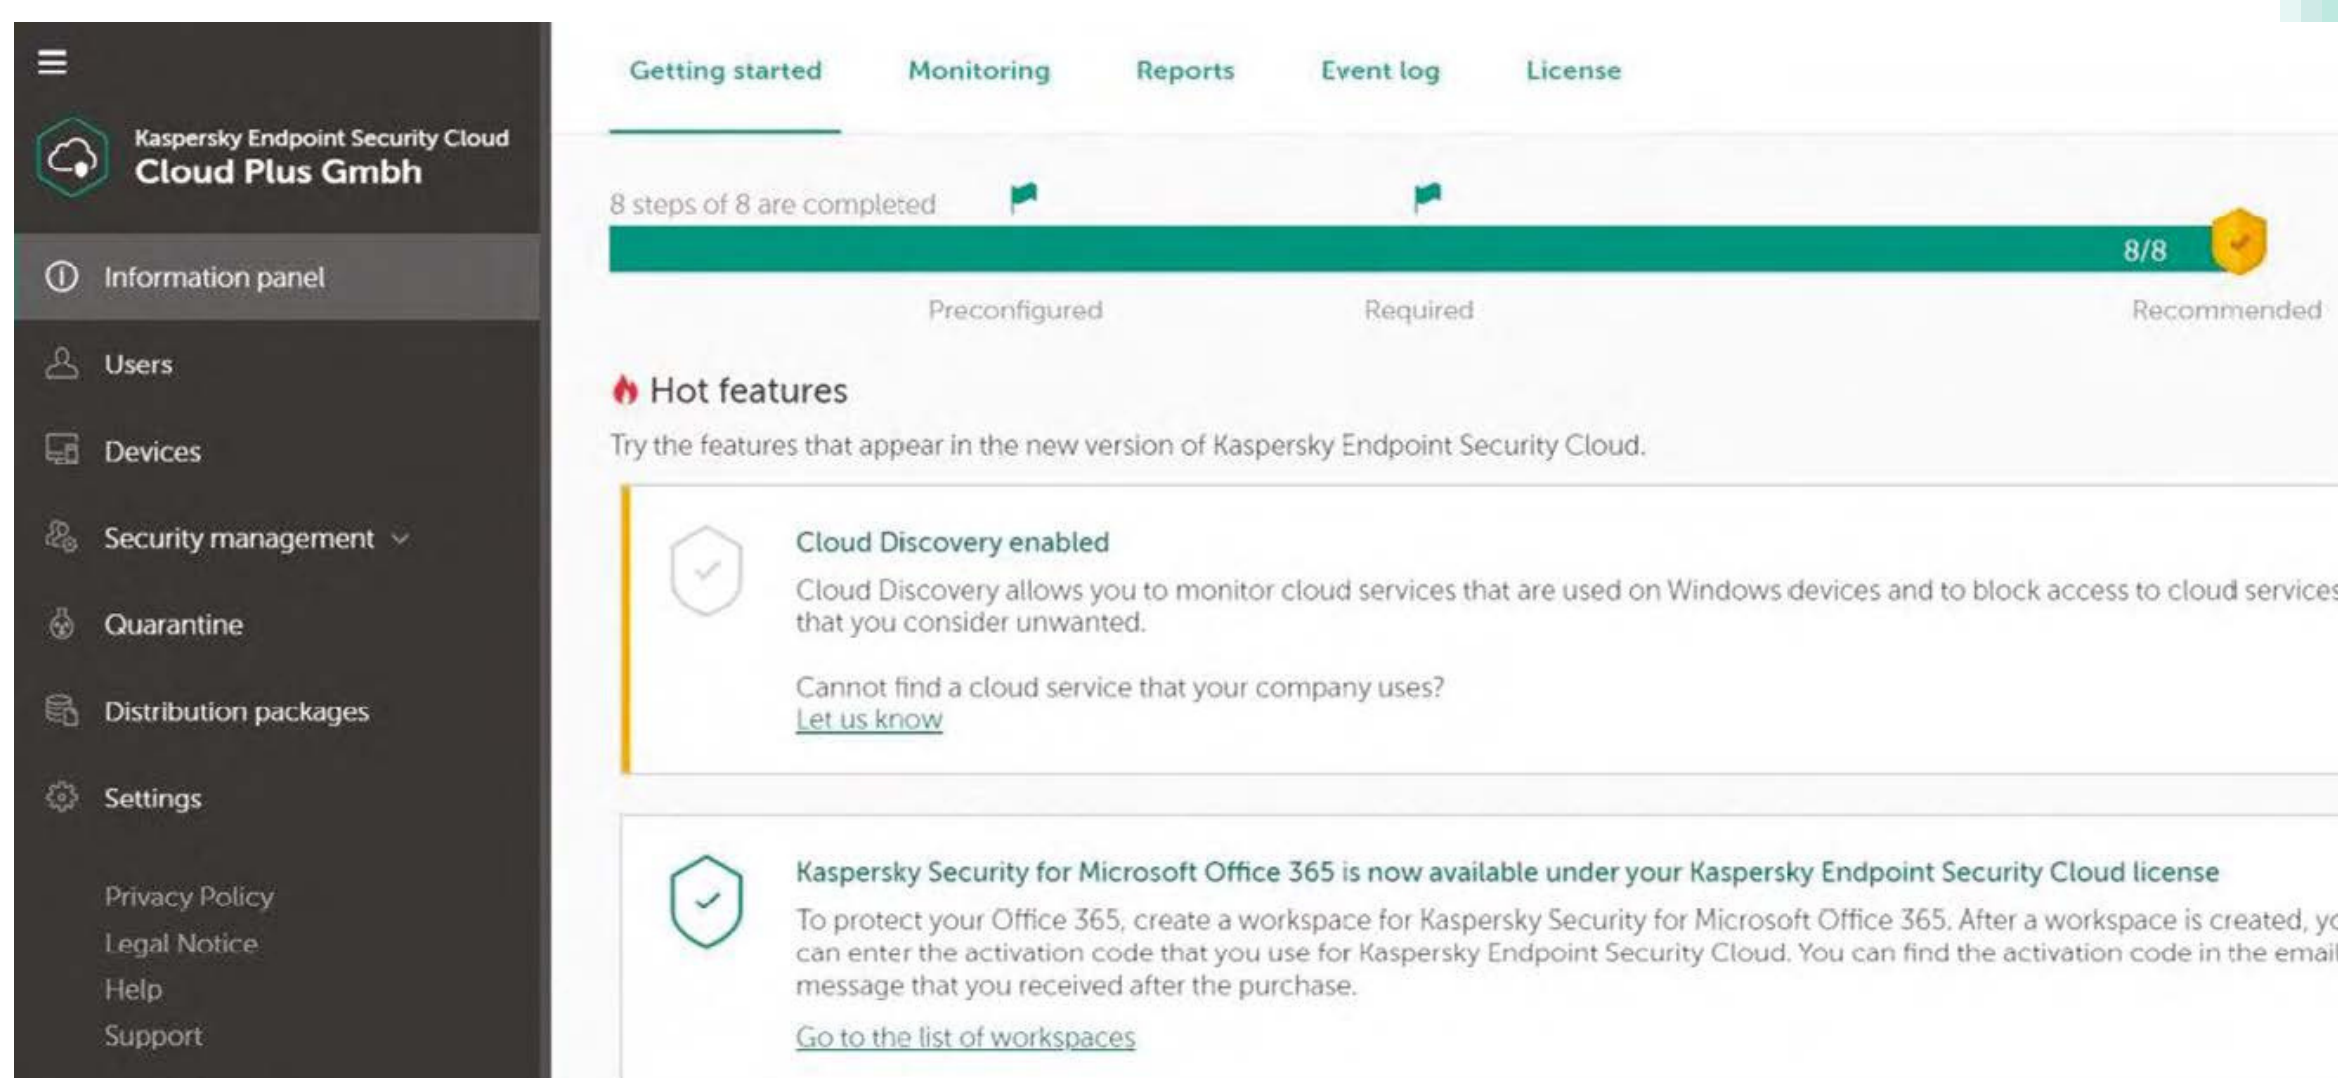 Kaspersky Endpoint Security Cloud
Cloud Plus Gmbh
Information panel
Users
Devices
Security management
Quarantine
Distribution packages
Settings
Privacy Policy
Legal Notice
Help
Support
Getting started
Monitoring
Reports
Event log
License
8 steps of 8 are completed
8/8
Preconfigured
Required
Recommended
Hot features
Try the features that appear in the new version of Kaspersky Endpoint Security Cloud.
Cloud Discovery enabled
Cloud Discovery allows you to monitor cloud services that are used on Windows devices and to block access to cloud services
that you consider unwanted.
Cannot find a cloud service that your company uses?
Let us know
Kaspersky Security for Microsoft Office 365 is now available under your Kaspersky Endpoint Security Cloud license
To protect your Office 365, create a workspace for Kaspersky Security for Microsoft Office 365. After a workspace is created, yo
can enter the activation code that you use for Kaspersky Endpoint Security Cloud. You can find the activation code in the email
message that you received after the purchase.
Go to the list of workspaces